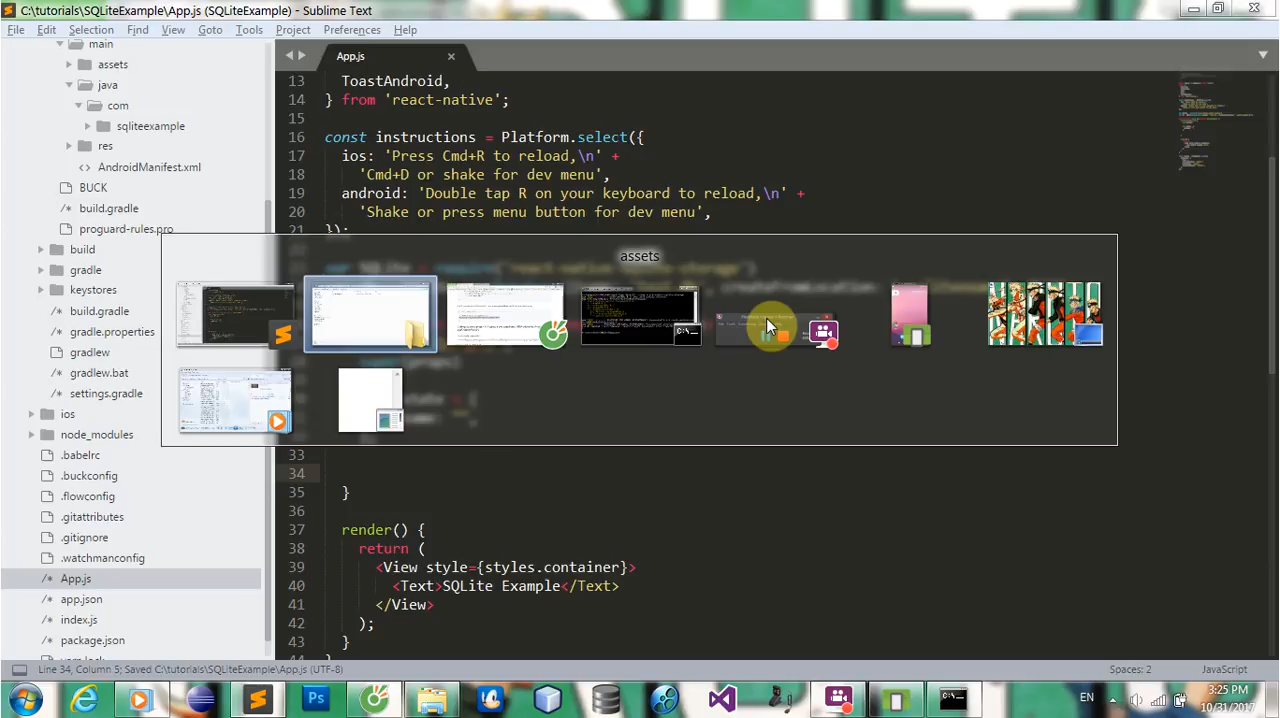 C:\tutorials\SQLiteExample\App.js (SQLiteExample) - Sublime Text
File Edit Selection Find View Goto Tools Project Preferences Help
main
assets
java
com
sqliteexample
res
AndroidManifest.xml
BUCK
build.gradle
proguard-rules.pro
build
gradle
keystores
build.gradle
gradle.properties
gradlew
gradlew.bat
settings.gradle
ios
node_modules
.babelrc
.buckconfig
.flowconfig
.gitattributes
.gitignore
.watchmanconfig
App.js
app.json
index.js
package.json
App.js
13 ToastAndroid,
14 } from 'react-native';
15
16 const instructions = Platform.select({
17 ios: 'Press Cmd+R to reload,\n' +
18 'Cmd+D or shake for dev menu',
19 android: 'Double tap R on your keyboard to reload,\n' +
20 'Shake or press menu button for dev menu',
21 });
assets
33
34
35 }
36
37 render() {
38 return (
39 <View style={styles.container}>
40 <Text>SQLite Example</Text>
41 </View>
42 );
43 }
Line 34, Column 5; Saved C:\tutorials\SQLiteExample\App.js (UTF-8)
Spaces: 2
JavaScript
Ps
EN
3:25 PM
10/31/2017